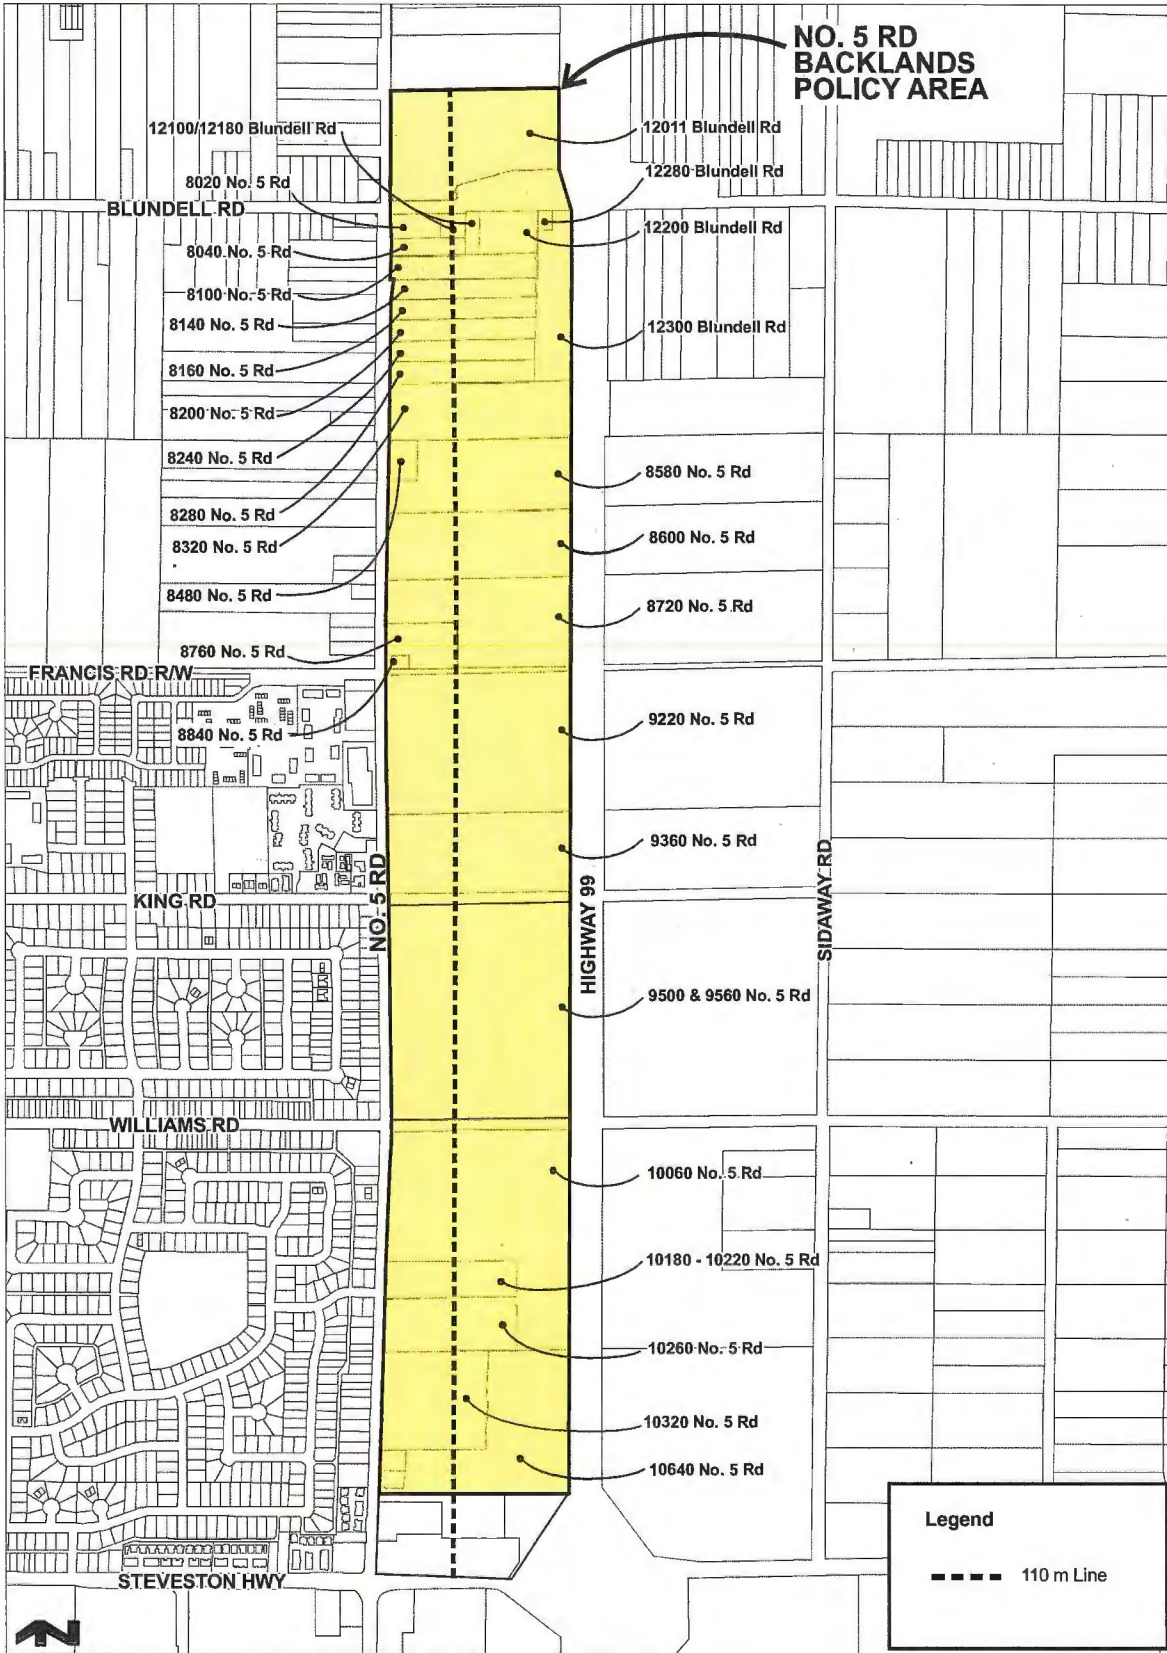 NO. 5 RD
BACKLANDS
POLICY AREA
12100/12180 Blundell Rd
12011 Blundell Rd
8020 No. 5 Rd
12280 Blundell Rd
BLUNDELL RD
12200 Blundell Rd
8040 No. 5 Rd
8100 No. 5 Rd
8140 No. 5 Rd
12300 Blundell Rd
8160 No. 5 Rd
8200 No. 5 Rd
8240 No. 5 Rd
8580 No. 5 Rd
8280 No. 5 Rd
8320 No. 5 Rd
8600 No. 5 Rd
8480 No. 5 Rd
8720 No. 5 Rd
8760 No. 5 Rd
FRANCIS RD R/W
8840 No. 5 Rd
9220 No. 5 Rd
9360 No. 5 Rd
NO. 5 RD
HIGHWAY 99
SIDAWAY RD
KING RD
9500 & 9560 No. 5 Rd
WILLIAMS RD
10060 No. 5 Rd
10180 - 10220 No. 5 Rd
10260 No. 5 Rd
10320 No. 5 Rd
10640 No. 5 Rd
Legend
110 m Line
STEVESTON HWY
N